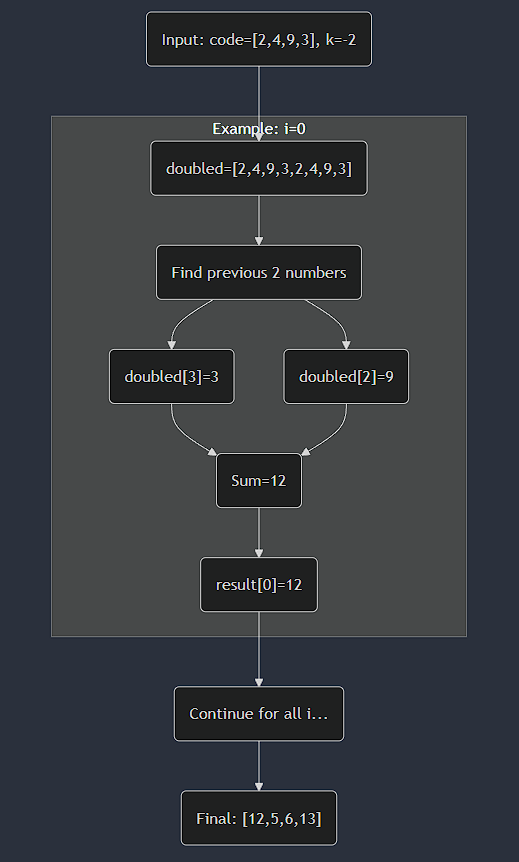 Input: code=[2,4,9,3], k=-2
Example: i=0
doubled=[2,4,9,3,2,4,9,3]
Find previous 2 numbers
doubled[3]=3
doubled[2]=9
Sum=12
result[0]=12
Continue for all i...
Final: [12,5,6,13]